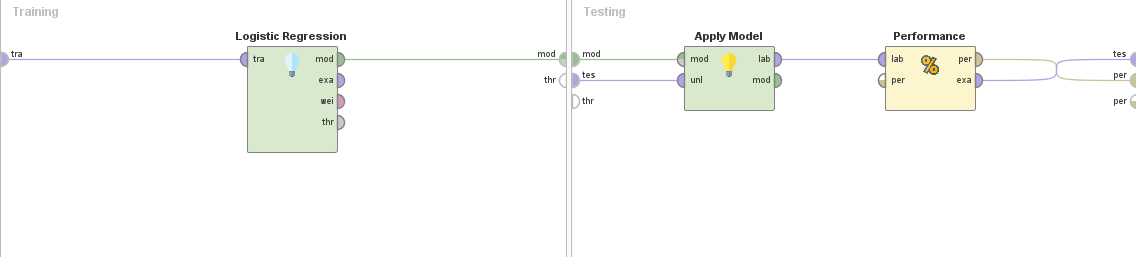 Training
tra
Logistic Regression
tra
mod
exa
wei
thr
mod
thr
Testing
mod
tes
thr
Apply Model
mod
lab
unl
mod
Performance
lab
per
per
exa
%
tes
per
per